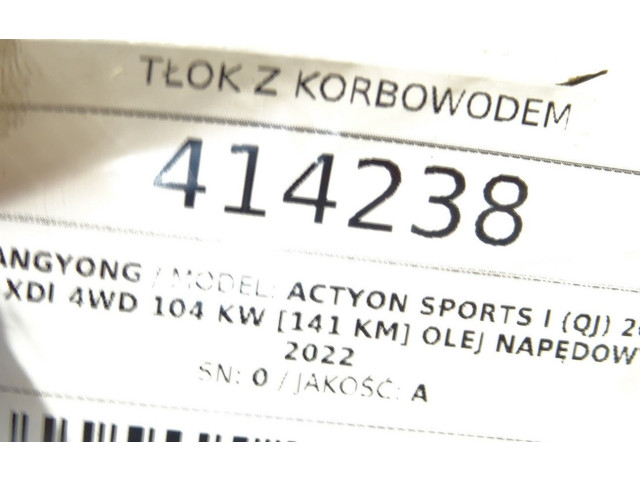 TŁOK Z KORBOWODEM
414238
ANGYONG / MODEL: ACTYON SPORTS I (QJ) 2
XDI 4WD 104 KW [141 KM] OLEJ NAPĘDOW
2022
SN: 0 / JAKOŚĆ: A